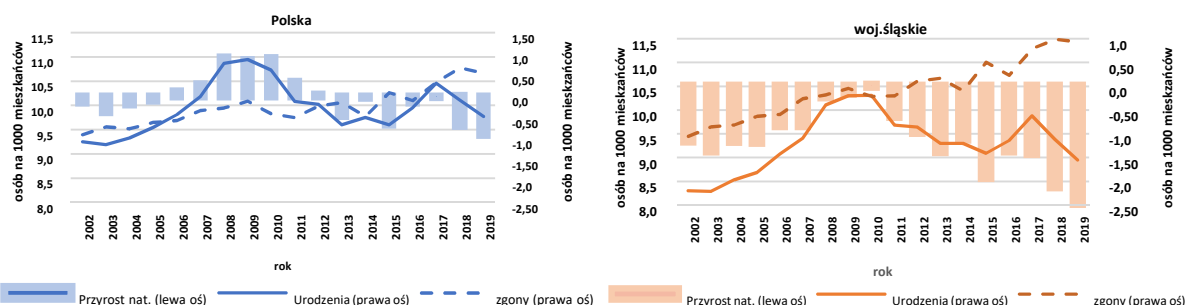 Polska
osób na 1000 mieszkańców
11,5
11,0
10,5
10,0
9,5
9,0
8,5
8,0
1,50
1,0
0,50
0,0
-0,50
-1,0
-1,50
-2,0
-2,50
osób na 1000 mieskańców
2002 2003 2004 2005 2006 2007 2008 2009 2010 2011 2012 2013 2014 2015 2016 2017 2018 2019
rok
Przyrost nat. (lewa oś) Urodzenia (prawa oś) zgony (prawa oś)
woj.śląskie
osób na 1000 mieszkańców
11,5
11,0
10,5
10,0
9,5
9,0
8,5
8,0
1,0
0,50
0,0
-0,50
-1,0
-1,50
-2,0
-2,50
osób na 1000 mieskańców
2002 2003 2004 2005 2006 2007 2008 2009 2010 2011 2012 2013 2014 2015 2016 2017 2018 2019
rok
Przyrost nat. (lewa oś) Urodzenia (prawa oś) zgony (prawa oś)